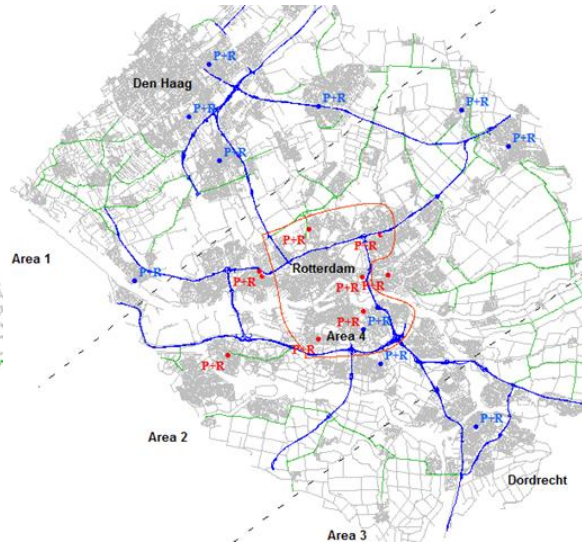 P+R
Den Haag
P+R
P+R
P+R
P+R
P+R
P+R
P+R
Area 1
Rotterdam
P+R
P+R
P+R
P+R
P+R
P+R
Area 4
P+R
P+R
P+R
P+R
Area 2
P+R
Dordrecht
Area 3